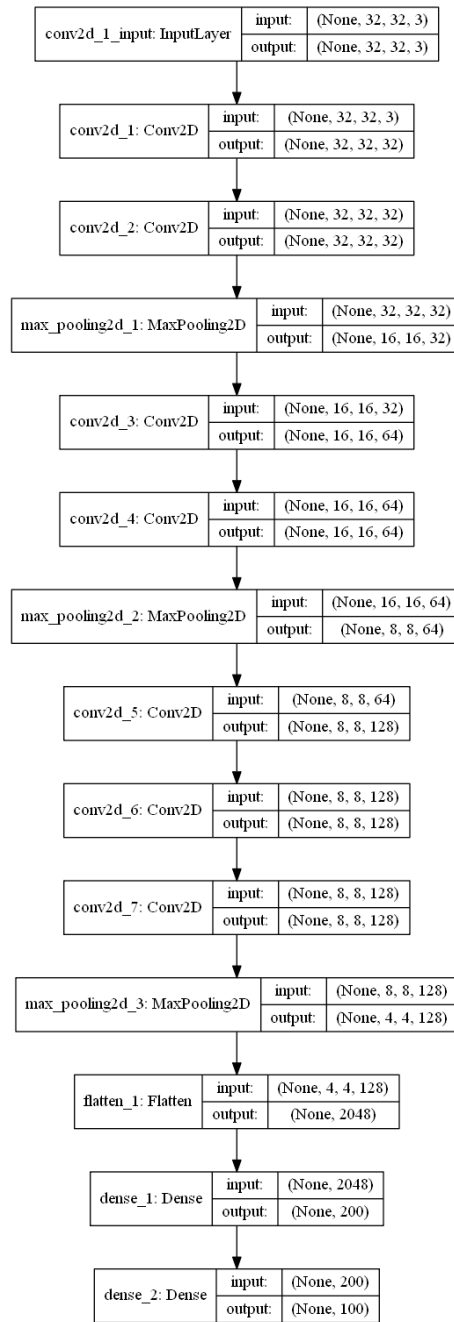 conv2d_1_input: InputLayer
input: (None, 32, 32, 3)
output: (None, 32, 32, 3)
conv2d_1: Conv2D
input: (None, 32, 32, 3)
output: (None, 32, 32, 32)
conv2d_2: Conv2D
input: (None, 32, 32, 32)
output: (None, 32, 32, 32)
max_pooling2d_1: MaxPooling2D
input: (None, 32, 32, 32)
output: (None, 16, 16, 32)
conv2d_3: Conv2D
input: (None, 16, 16, 32)
output: (None, 16, 16, 64)
conv2d_4: Conv2D
input: (None, 16, 16, 64)
output: (None, 16, 16, 64)
max_pooling2d_2: MaxPooling2D
input: (None, 16, 16, 64)
output: (None, 8, 8, 64)
conv2d_5: Conv2D
input: (None, 8, 8, 64)
output: (None, 8, 8, 128)
conv2d_6: Conv2D
input: (None, 8, 8, 128)
output: (None, 8, 8, 128)
conv2d_7: Conv2D
input: (None, 8, 8, 128)
output: (None, 8, 8, 128)
max_pooling2d_3: MaxPooling2D
input: (None, 8, 8, 128)
output: (None, 4, 4, 128)
flatten_1: Flatten
input: (None, 4, 4, 128)
output: (None, 2048)
dense_1: Dense
input: (None, 2048)
output: (None, 200)
dense_2: Dense
input: (None, 200)
output: (None, 100)